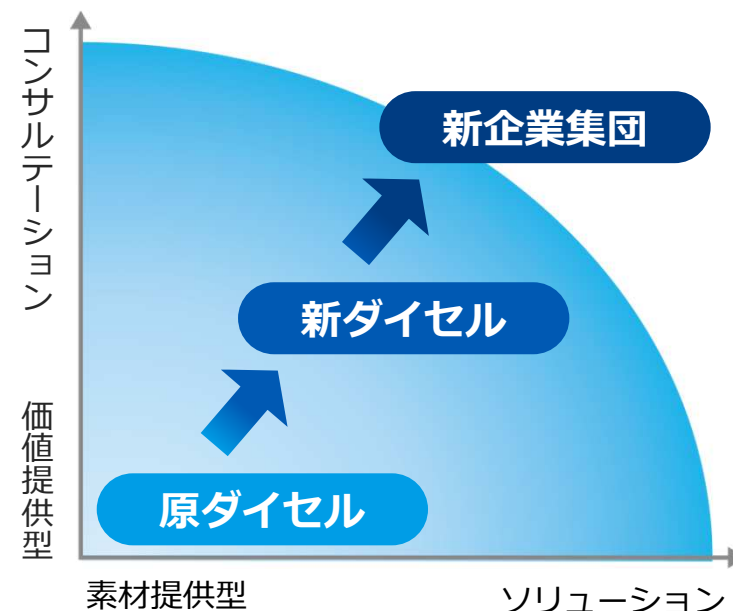 コンサルテーション
価値提供型
新企業集団
新ダイセル
原ダイセル
素材提供型
ソリューション